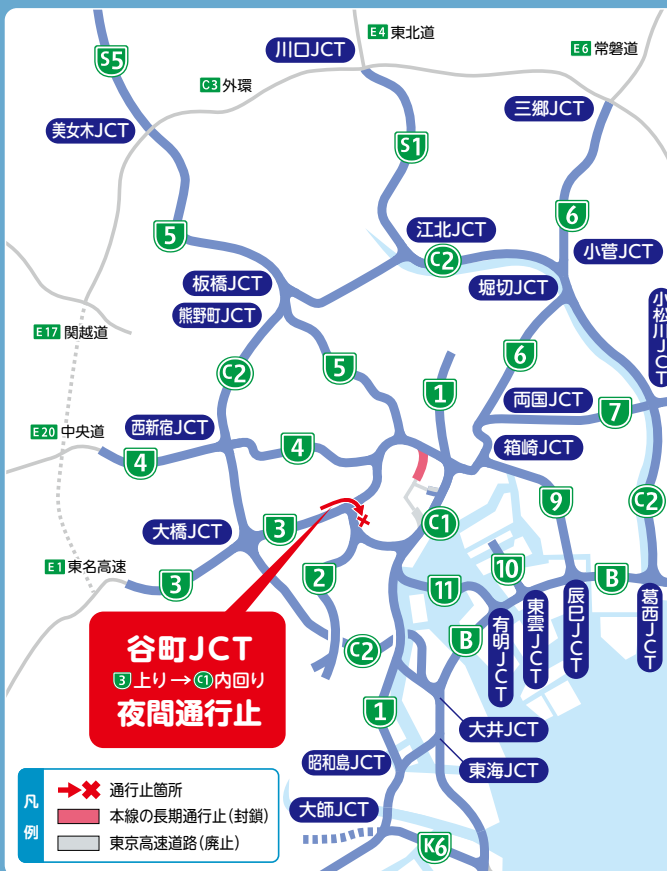 E4 東北道
川口JCT
S5
E6 常磐道
C3 外環
三郷JCT
美女木JCT
S1
6
5
江北JCT
小菅JCT
C2
板橋JCT
堀切JCT
熊野町JCT
小松川JCT
E17 関越道
6
5
C2
1
両国JCT
7
西新宿JCT
E20 中央道
4
4
箱崎JCT
9
C2
大橋JCT
3
C1
E1 東名高速
3
2
11
10
B
有明JCT
東雲JCT
辰巳JCT
葛西JCT
谷町JCT
3上り→C1内回り
夜間通行止
C2
B
1
大井JCT
昭和島JCT
東海JCT
大師JCT
K6
凡例
通行止箇所
本線の長期通行止(封鎖)
東京高速道路(廃止)